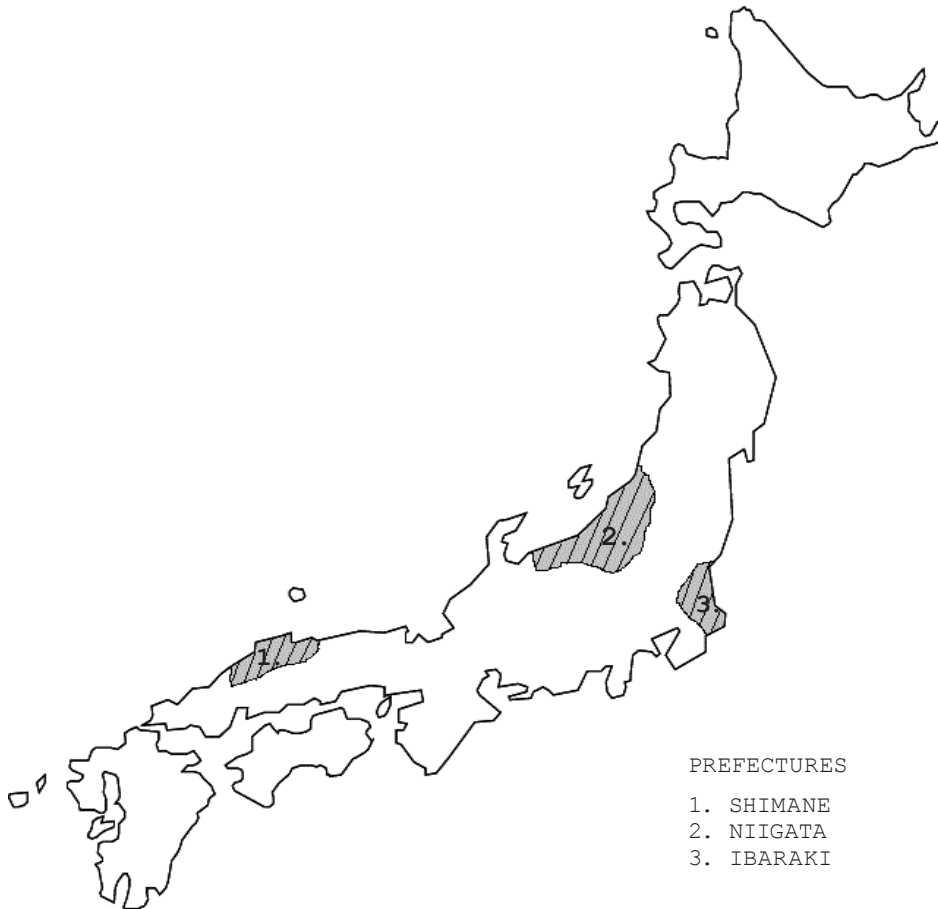 2.
3.
1.
PREFECTURES
1. SHIMANE
2. NIIGATA
3. IBARAKI